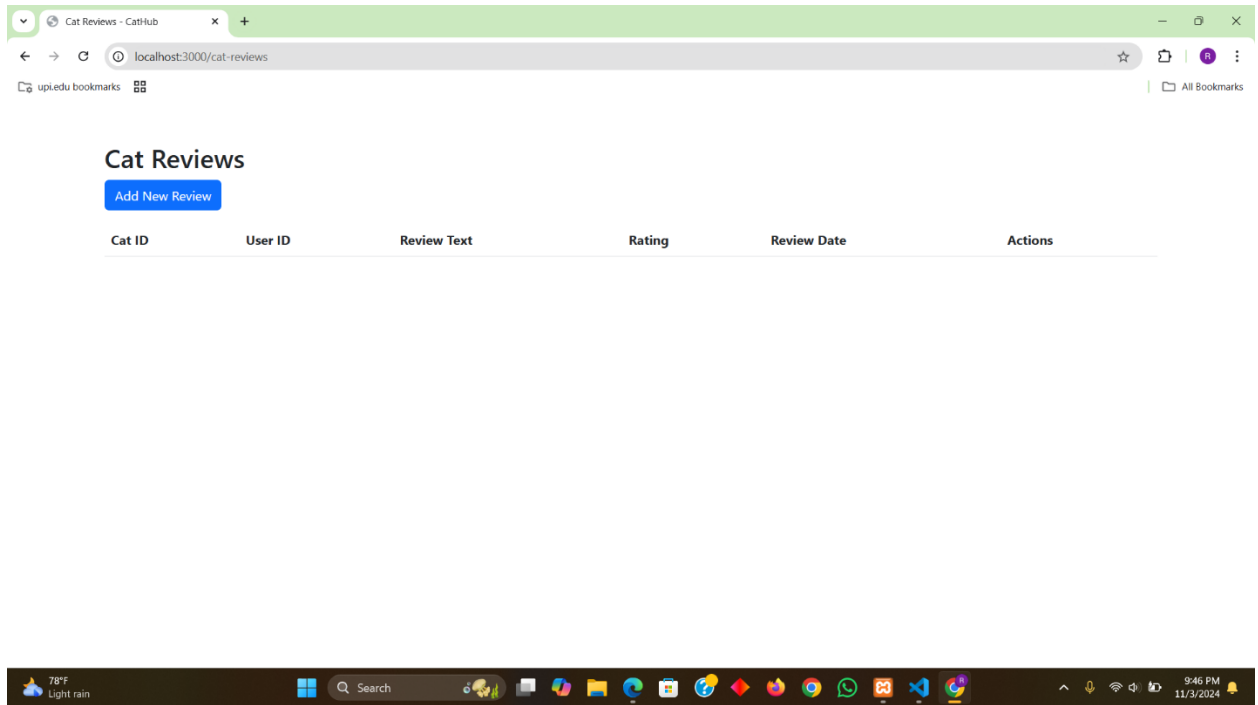 Cat Reviews - CatHub
localhost:3000/cat-reviews
R
upi.edu bookmarks
All Bookmarks
Cat Reviews
Add New Review
Cat ID User ID Review Text Rating Review Date Actions
78°F
Light rain
Search
R
9:46 PM
11/3/2024